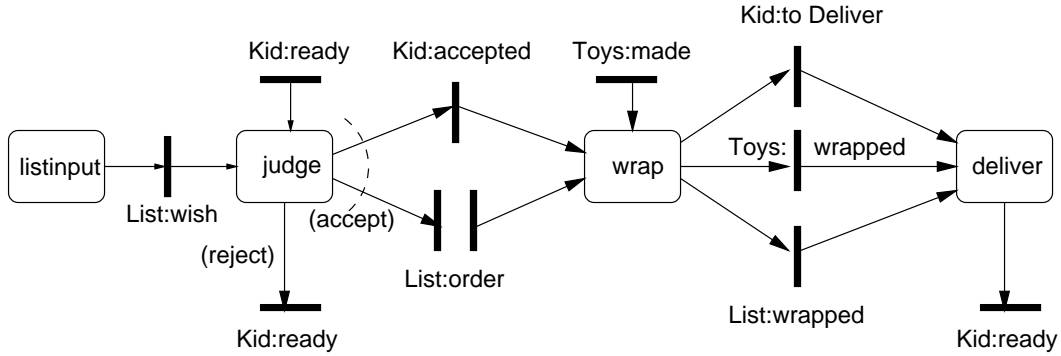 Kid:to Deliver
Kid:ready
Kid:accepted
Toys:made
listinput
judge
wrap
Toys:
wrapped
deliver
List:wish
(accept)
(reject)
List:order
List:wrapped
Kid:ready
Kid:ready